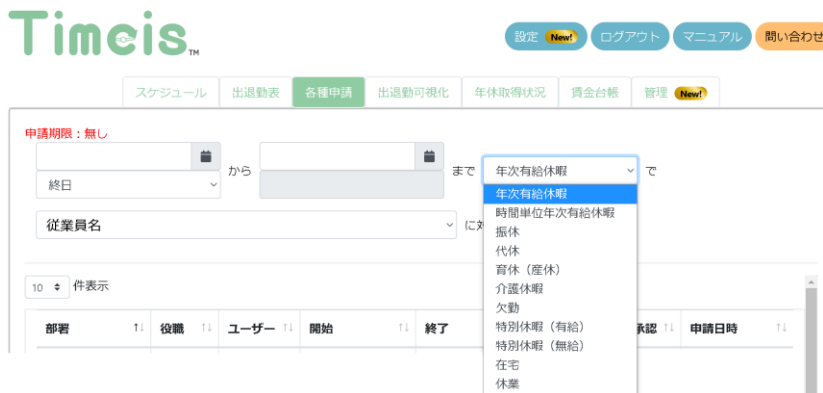 Timcis™
設定 New! ログアウト マニュアル 問い合わせ
スケジュール 出退勤表 各種申請 出退勤可視化 年休取得状況 賃金台帳 管理 New!
申請期限：無し
から まで 年次有給休暇 で
終日
従業員名 に
年次有給休暇
時間単位年次有給休暇
振休
代休
育休（産休）
介護休暇
欠勤
特別休暇（有給）
特別休暇（無給）
在宅
休業
10 件表示
部署 役職 ユーザー 開始 終了 承認 申請日時